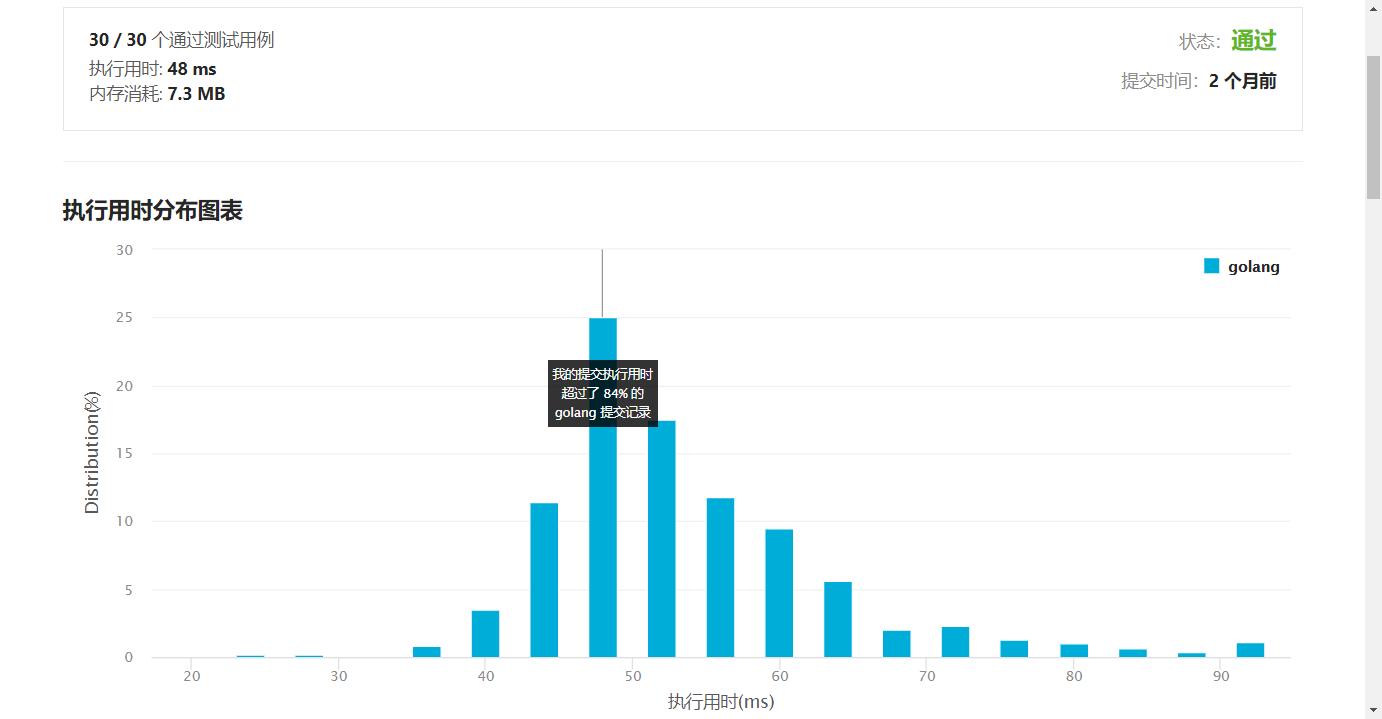 30 / 30 个通过测试用例
状态：通过
执行用时: 48 ms
提交时间：2 个月前
内存消耗: 7.3 MB
执行用时分布图表
golang
Distribution(%)
30
25
20
15
10
5
0
我的提交执行用时
超过了 84% 的
golang 提交记录
20 30 40 50 60 70 80 90
执行用时(ms)